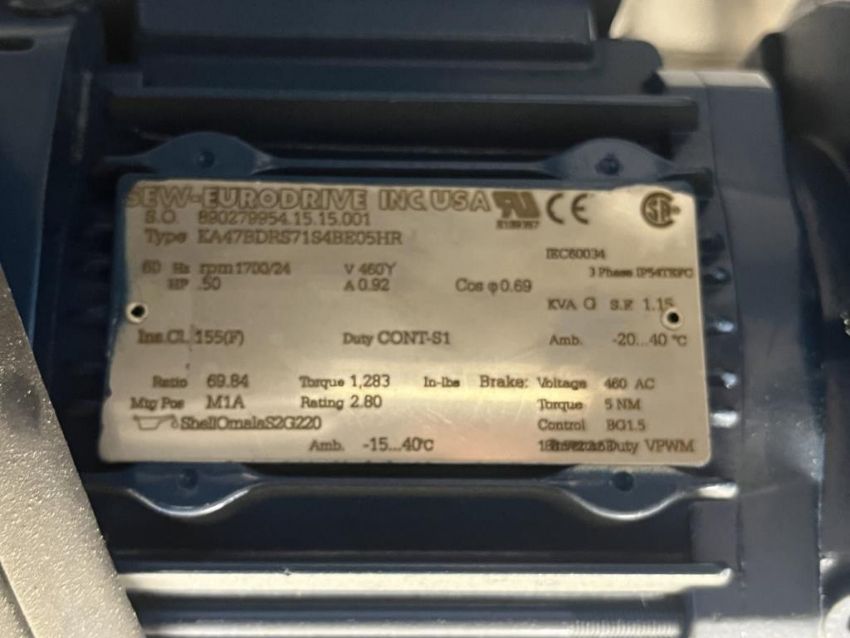 SEW-EURODRIVE INC. USA
S.O. 890279954.15.15.001
Type KA47BDRS71S4BE05HR
IEC60034
60 Hz rpm 1700/24 V 460Y 3 Phase IP54TEFC
HP .50 A 0.92 Cos φ 0.69
KVA G S.F. 1.15
Ins.Cl. 155(F) Duty CONT-S1 Amb. -20...40 °C
Ratio 69.84 Torque 1,283 In-lbs Brake: Voltage 460 AC
Mtg Pos M1A Rating 2.80 Torque 5 NM
ShellOmalaS2G220 Control BG1.5
Amb. -15...40°C Duty VPWM